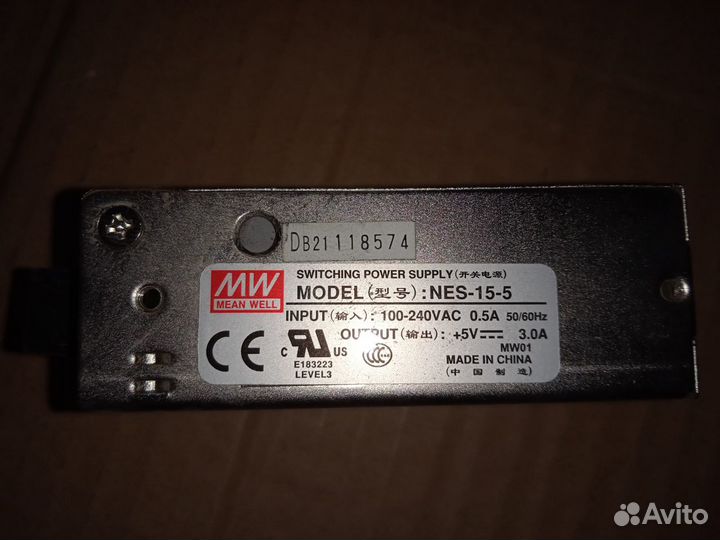 DB21118574
SWITCHING POWER SUPPLY (开关电源)
MW
MEAN WELL
MODEL (型号): NES-15-5
INPUT (输入): 100-240VAC 0.5A 50/60Hz
OUTPUT (输出): +5V 3.0A
CE
C UL US
E183223
LEVEL3
CCC
MW01
MADE IN CHINA
(中国制造)
Avito